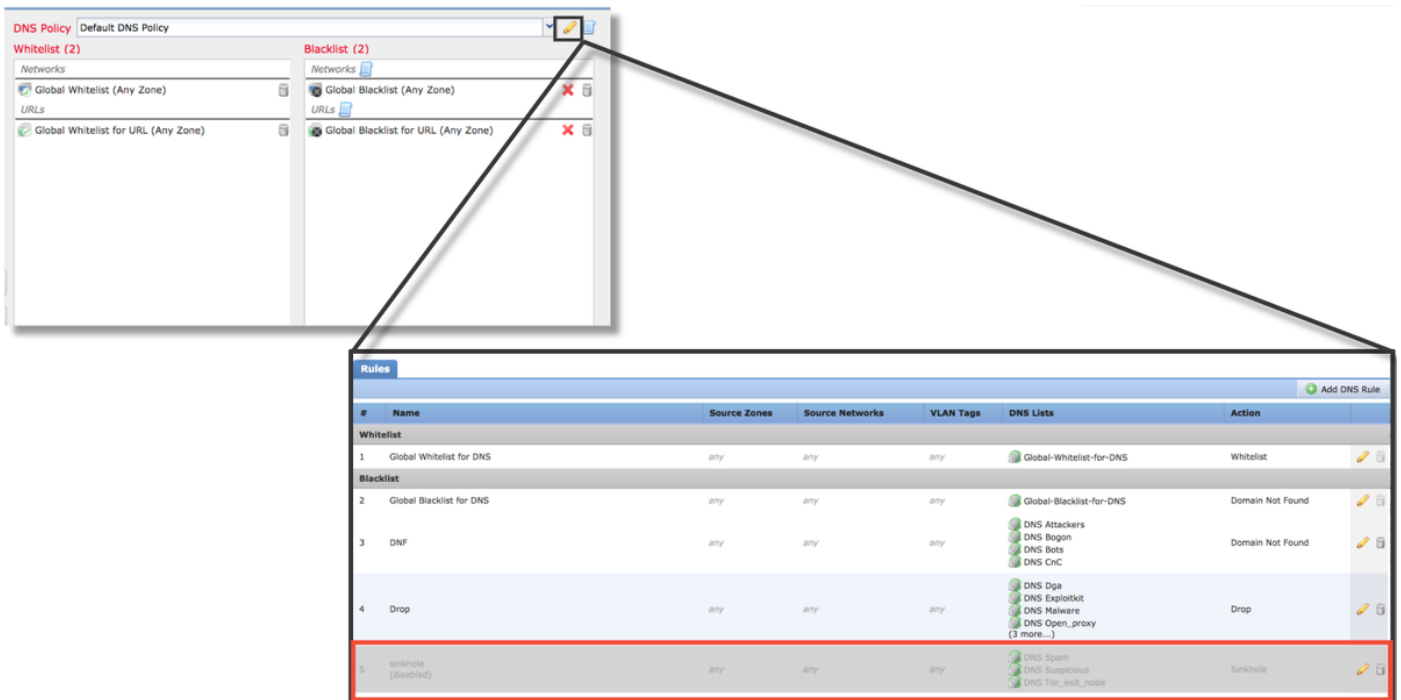 DNS Policy Default DNS Policy
Whitelist (2) Blacklist (2)
Networks Networks
Global Whitelist (Any Zone) Global Blacklist (Any Zone)
URLs URLs
Global Whitelist for URL (Any Zone) Global Blacklist for URL (Any Zone)
Rules
Add DNS Rule
# Name Source Zones Source Networks VLAN Tags DNS Lists Action
Whitelist
1 Global Whitelist for DNS any any any Global-Whitelist-for-DNS Whitelist
Blacklist
2 Global Blacklist for DNS any any any Global-Blacklist-for-DNS Domain Not Found
DNS Attackers
DNS Bogon
3 DNF any any any DNS Bots Domain Not Found
DNS CnC
DNS Dga
DNS Exploitkit
4 Drop any any any DNS Malware Drop
DNS Open_proxy
(3 more...)
sinkhole DNS Spam
5 (disabled) any any any DNS Suspicious Sinkhole
DNS Tor_exit_node